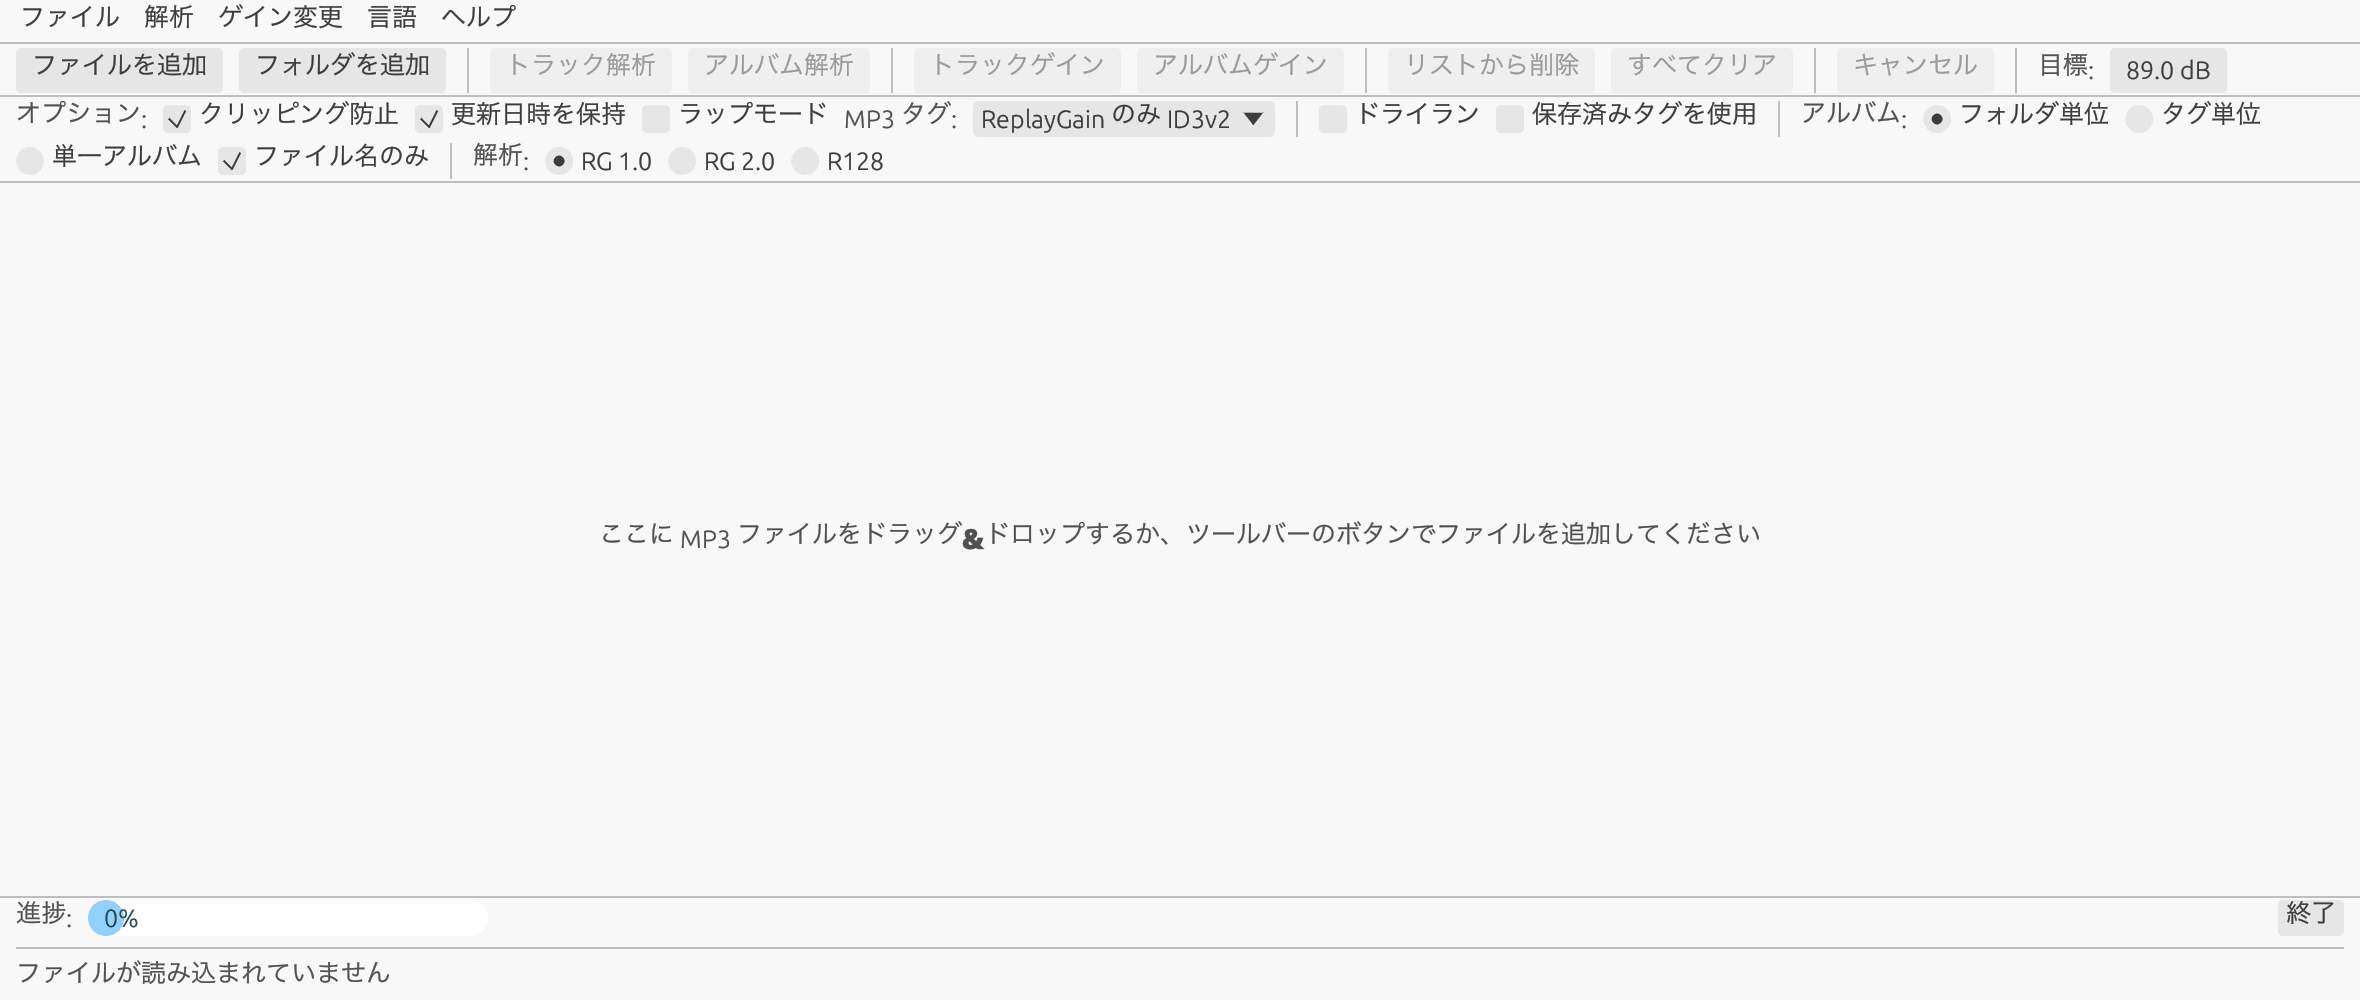 ファイル 解析 ゲイン変更 言語 ヘルプ
ファイルを追加 フォルダを追加 トラック解析 アルバム解析 トラックゲイン アルバムゲイン リストから削除 すべてクリア キャンセル 目標: 89.0 dB
オプション: クリッピング防止 更新日時を保持 ラップモード MP3 タグ: ReplayGain のみ ID3v2 ドライラン 保存済みタグを使用 アルバム: フォルダ単位 タグ単位
単一アルバム ファイル名のみ 解析: RG 1.0 RG 2.0 R128
ここに MP3 ファイルをドラッグ&ドロップするか、ツールバーのボタンでファイルを追加してください
進捗: 0% 終了
ファイルが読み込まれていません